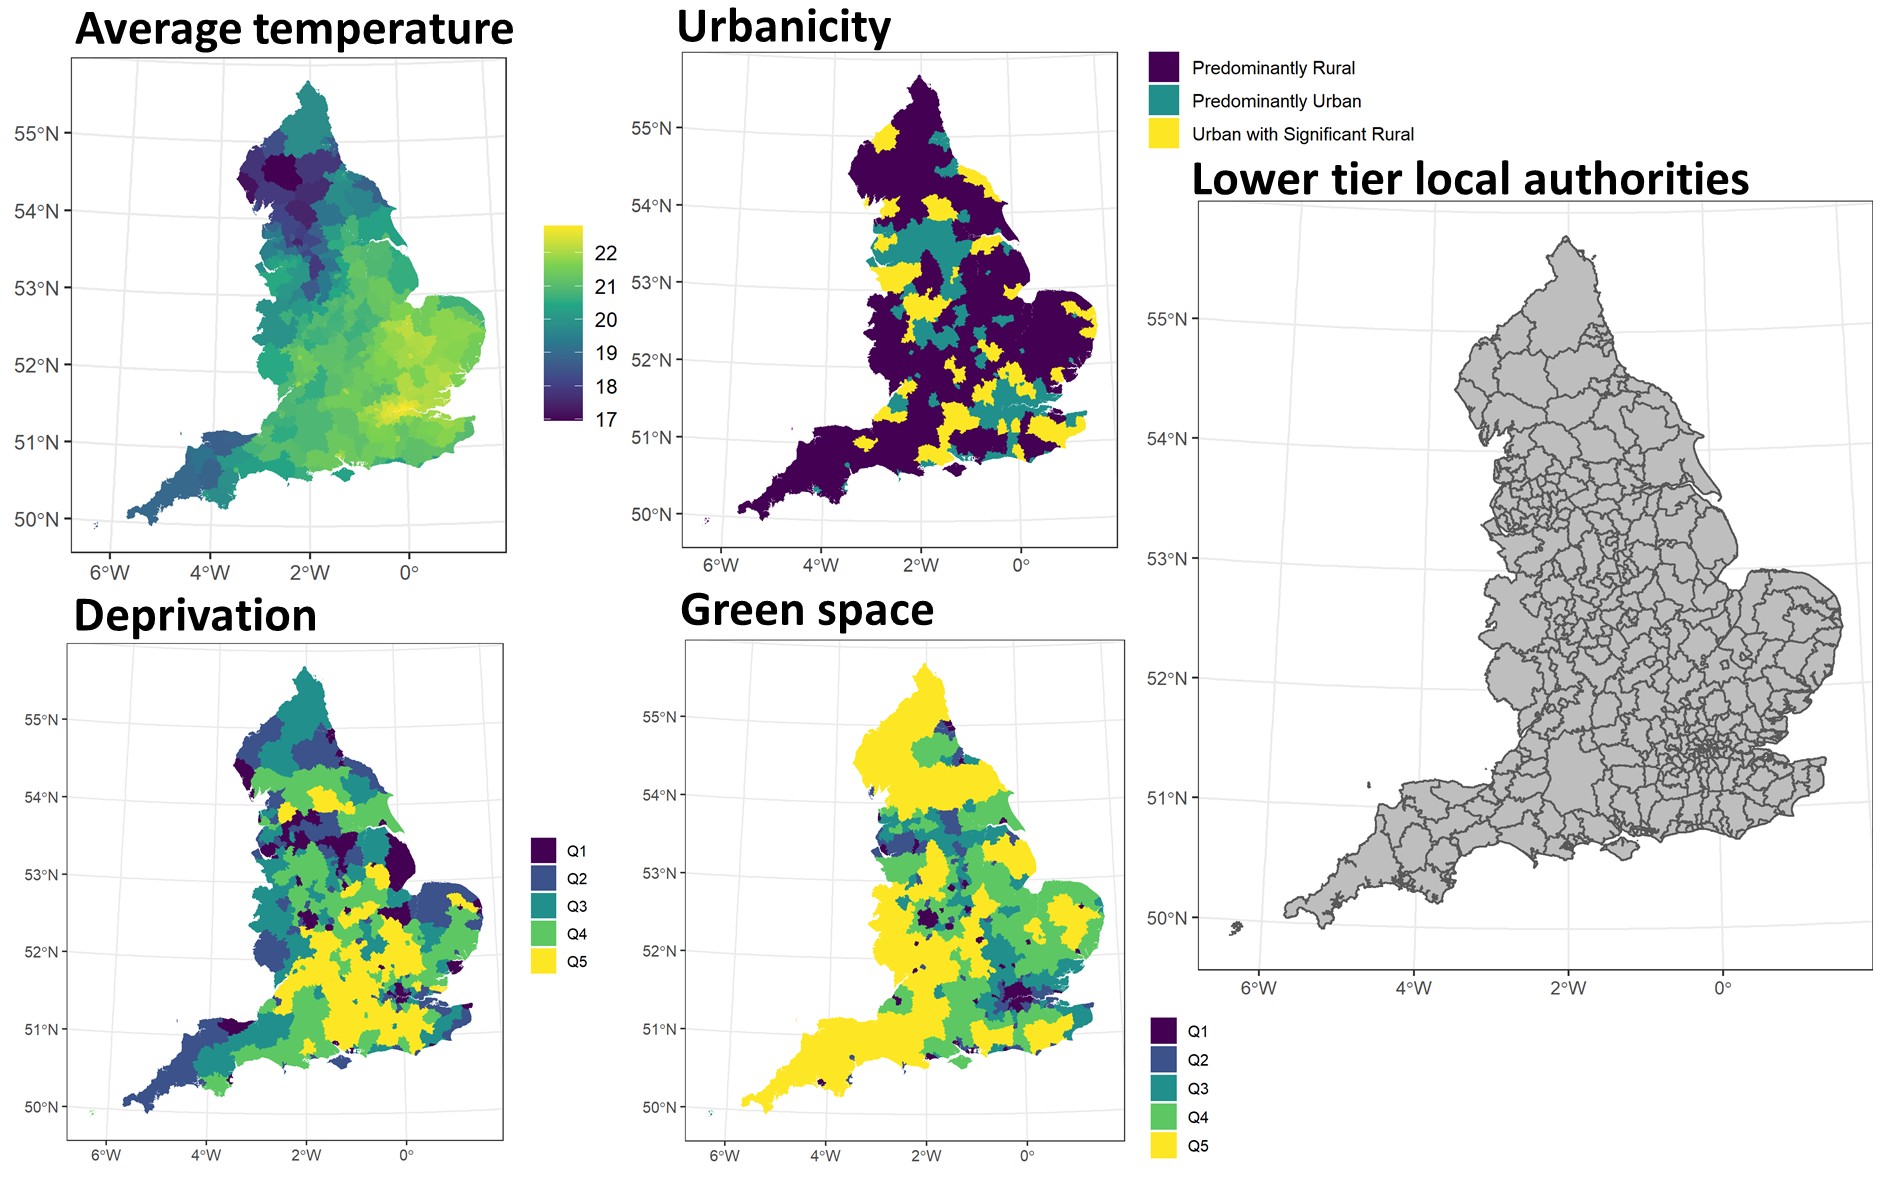 Average temperature
55°N
54°N
53°N
52°N
51°N
50°N
6°W
4°W
2°W
0°
22
21
20
19
18
17
Urbanicity
55°N
54°N
53°N
52°N
51°N
50°N
6°W
4°W
2°W
0°
Predominantly Rural
Predominantly Urban
Urban with Significant Rural
Lower tier local authorities
55°N
54°N
53°N
52°N
51°N
50°N
6°W
4°W
2°W
0°
Deprivation
55°N
54°N
53°N
52°N
51°N
50°N
6°W
4°W
2°W
0°
Q1
Q2
Q3
Q4
Q5
Green space
55°N
54°N
53°N
52°N
51°N
50°N
6°W
4°W
2°W
0°
Q1
Q2
Q3
Q4
Q5